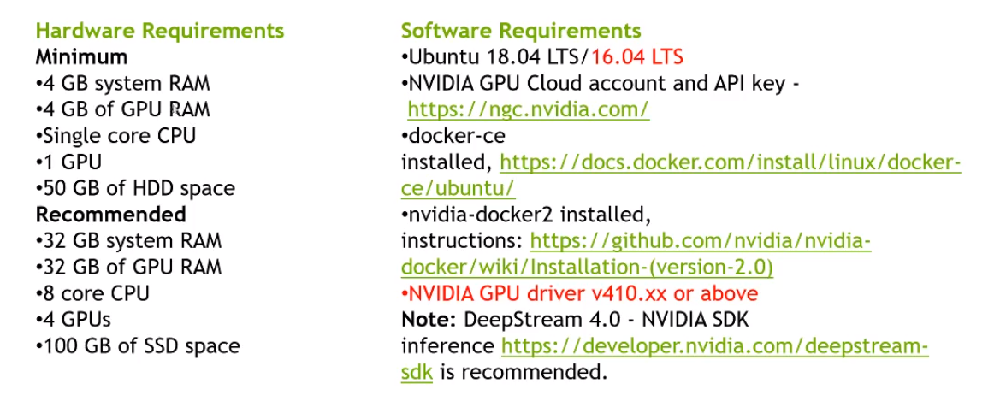 Hardware Requirements
Minimum
•4 GB system RAM
•4 GB of GPU RAM
•Single core CPU
•1 GPU
•50 GB of HDD space
Recommended
•32 GB system RAM
•32 GB of GPU RAM
•8 core CPU
•4 GPUs
•100 GB of SSD space
Software Requirements
•Ubuntu 18.04 LTS/16.04 LTS
•NVIDIA GPU Cloud account and API key -
https://ngc.nvidia.com/
•docker-ce
installed, https://docs.docker.com/install/linux/docker-
ce/ubuntu/
•nvidia-docker2 installed,
instructions: https://github.com/nvidia/nvidia-
docker/wiki/Installation-(version-2.0)
•NVIDIA GPU driver v410.xx or above
Note: DeepStream 4.0 - NVIDIA SDK
inference https://developer.nvidia.com/deepstream-
sdk is recommended.